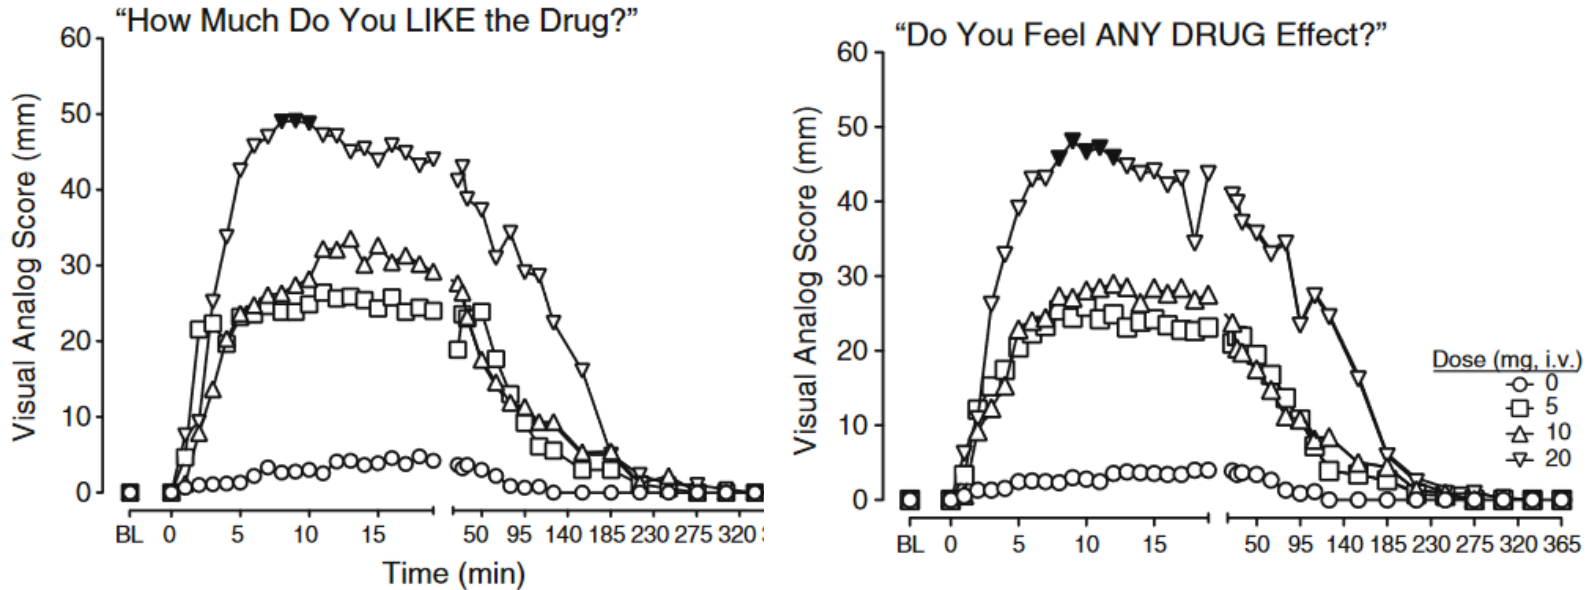 “How Much Do You LIKE the Drug?”
Visual Analog Score (mm)
60
50
40
30
20
10
0
BL 0 5 10 15 50 95 140 185 230 275 320
Time (min)
“Do You Feel ANY DRUG Effect?”
Visual Analog Score (mm)
60
50
40
30
20
10
0
BL 0 5 10 15 50 95 140 185 230 275 320 365
Dose (mg, i.v.)
0
5
10
20